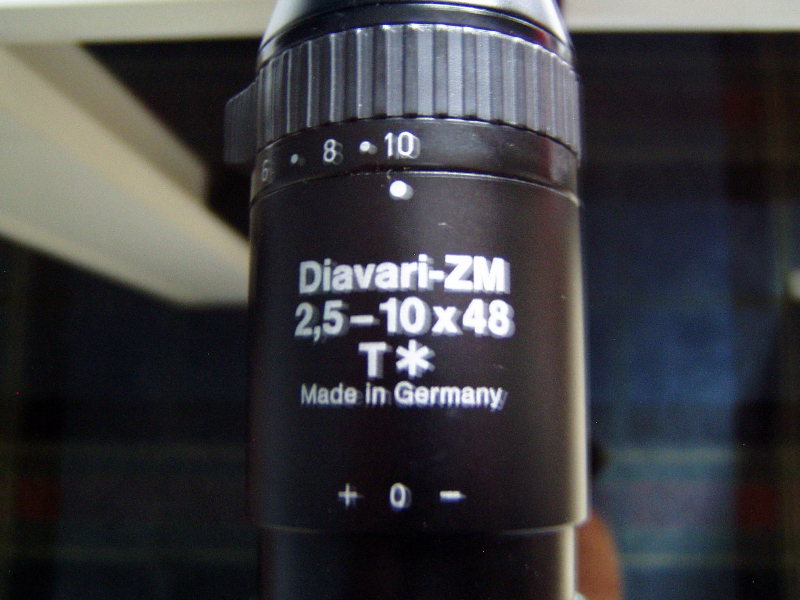 6 • 8 • 10
Diavari-ZM
2,5-10x48
T*
Made in Germany
+ 0 -